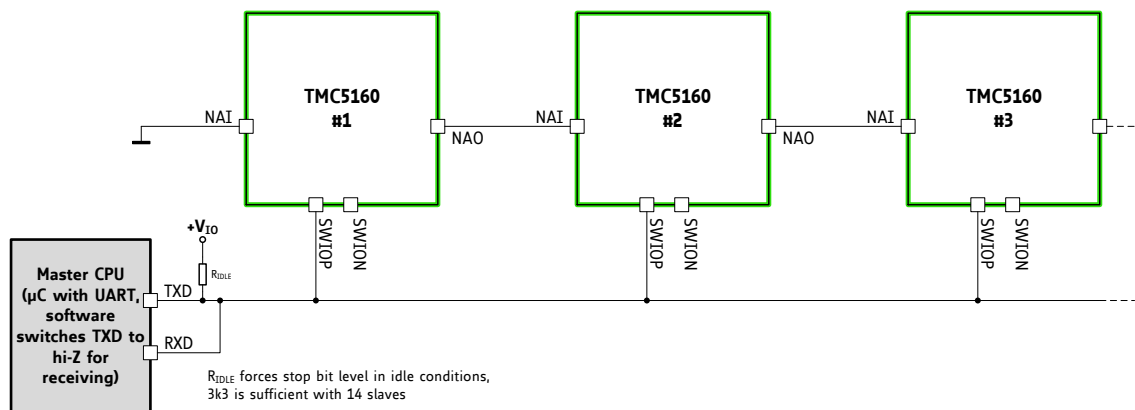 TMC5160
#1
TMC5160
#2
TMC5160
#3
NAI
NAO
NAI
NAO
NAI
SWIOP
SWION
SWIOP
SWION
SWIOP
SWION
+VIO
RIDLE
Master CPU
(µC with UART,
software
switches TXD to
hi-Z for
receiving)
TXD
RXD
RIDLE forces stop bit level in idle conditions,
3k3 is sufficient with 14 slaves